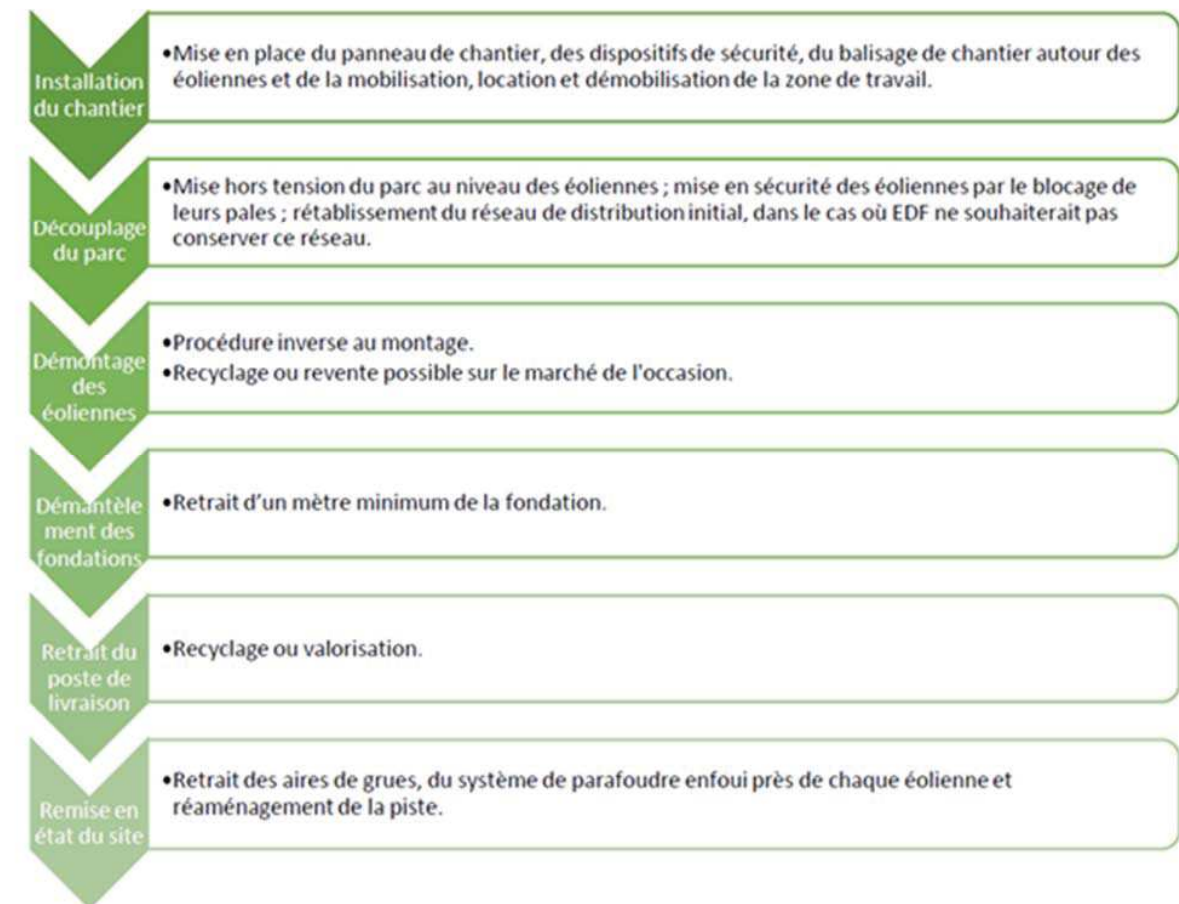 Installation
du chantier
•Mise en place du panneau de chantier, des dispositifs de sécurité, du balisage de chantier autour des
éoliennes et de la mobilisation, location et démobilisation de la zone de travail.
Découplage
du parc
•Mise hors tension du parc au niveau des éoliennes ; mise en sécurité des éoliennes par le blocage de
leurs pales ; rétablissement du réseau de distribution initial, dans le cas où EDF ne souhaiterait pas
conserver ce réseau.
Démontage
des
éoliennes
•Procédure inverse au montage.
•Recyclage ou revente possible sur le marché de l'occasion.
Démantèle
ment des
fondations
•Retrait d’un mètre minimum de la fondation.
Retrait du
poste de
livraison
•Recyclage ou valorisation.
Remise en
état du site
•Retrait des aires de grues, du système de parafoudre enfoui près de chaque éolienne et
réaménagement de la piste.